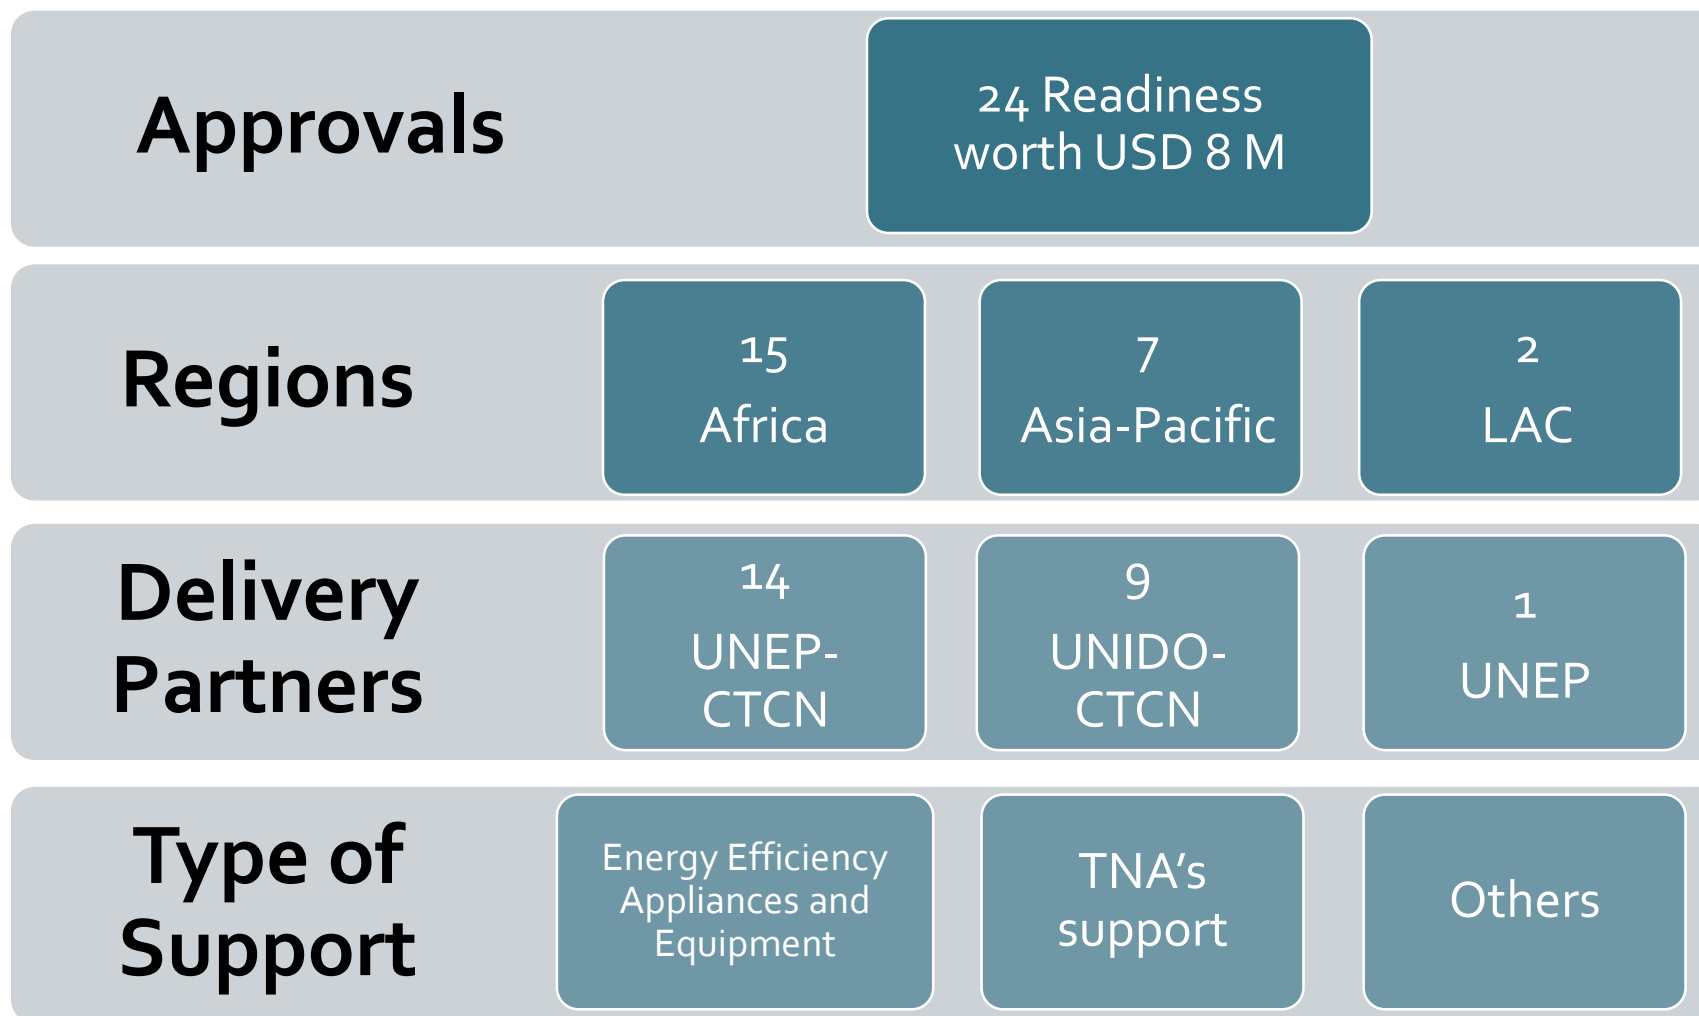 Approvals
24 Readiness
worth USD 8 M
Regions
15
Africa
7
Asia-Pacific
2
LAC
Delivery
Partners
14
UNEP-
CTCN
9
UNIDO-
CTCN
1
UNEP
Type of
Support
Energy Efficiency
Appliances and
Equipment
TNA’s
support
Others